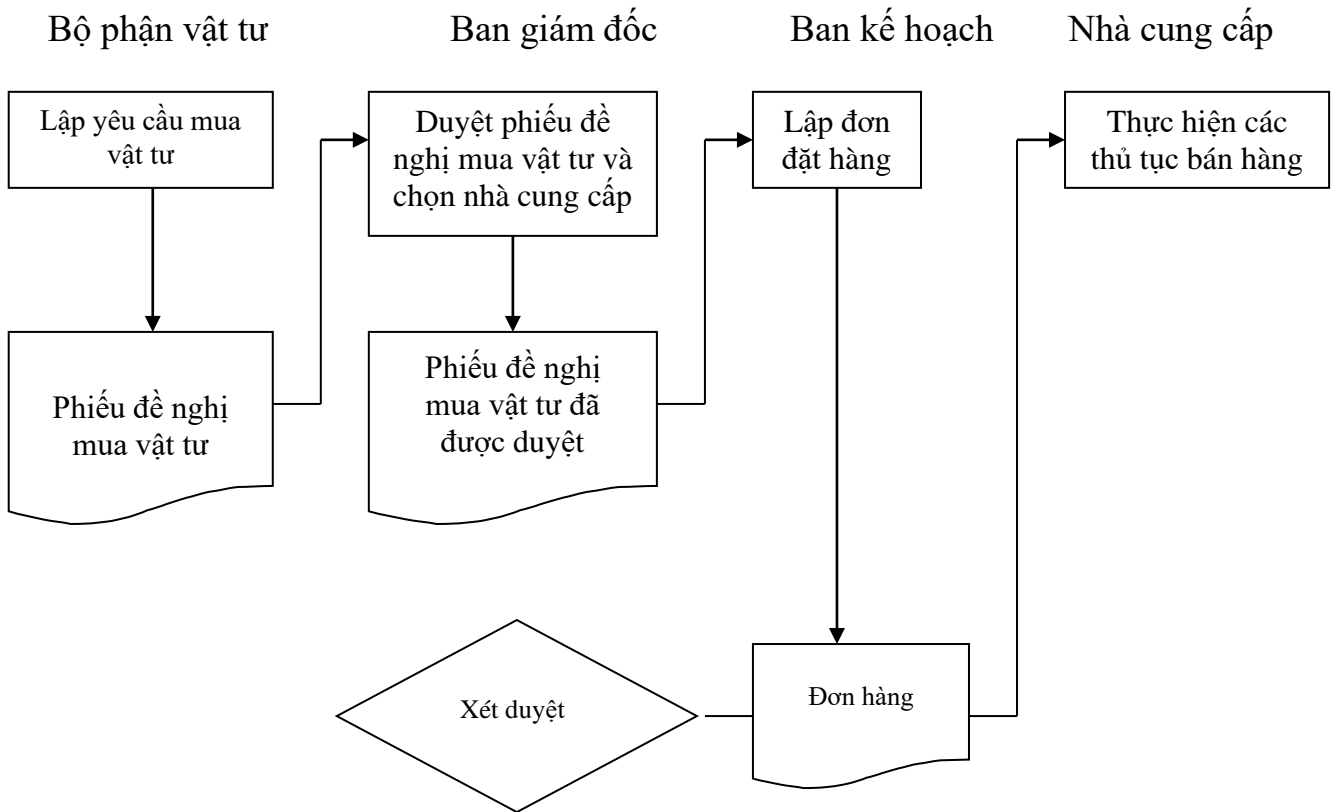 Bộ phận vật tư
Ban giám đốc
Ban kế hoạch
Nhà cung cấp
Lập yêu cầu mua
vật tư
Duyệt phiếu đề
nghị mua vật tư và
chọn nhà cung cấp
Lập đơn
đặt hàng
Thực hiện các
thủ tục bán hàng
Phiếu đề nghị
mua vật tư
Phiếu đề nghị
mua vật tư đã
được duyệt
Xét duyệt
Đơn hàng